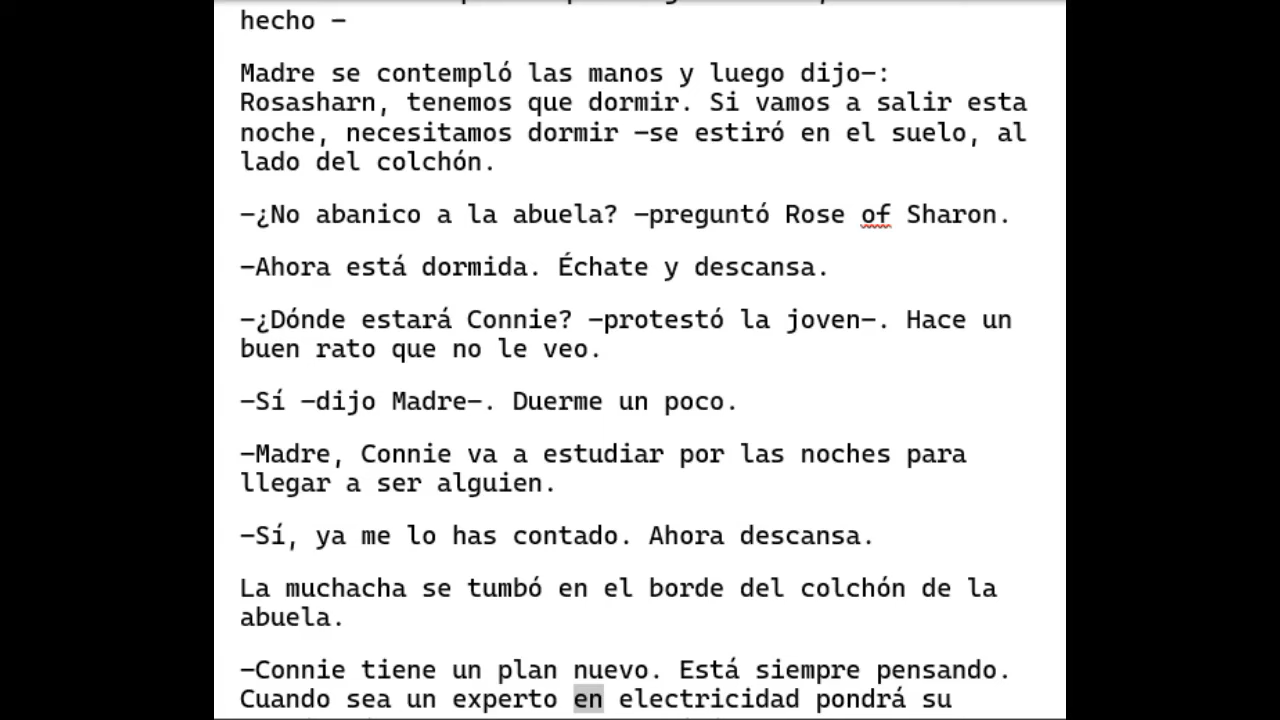 hecho —
Madre se contempló las manos y luego dijo—:
Rosasharn, tenemos que dormir. Si vamos a salir esta
noche, necesitamos dormir —se estiró en el suelo, al
lado del colchón.
—¿No abanico a la abuela? —preguntó Rose of Sharon.
—Ahora está dormida. Échate y descansa.
—¿Dónde estará Connie? —protestó la joven—. Hace un
buen rato que no le veo.
—Sí —dijo Madre—. Duerme un poco.
—Madre, Connie va a estudiar por las noches para
llegar a ser alguien.
—Sí, ya me lo has contado. Ahora descansa.
La muchacha se tumbó en el borde del colchón de la
abuela.
—Connie tiene un plan nuevo. Está siempre pensando.
Cuando sea un experto en electricidad pondrá su